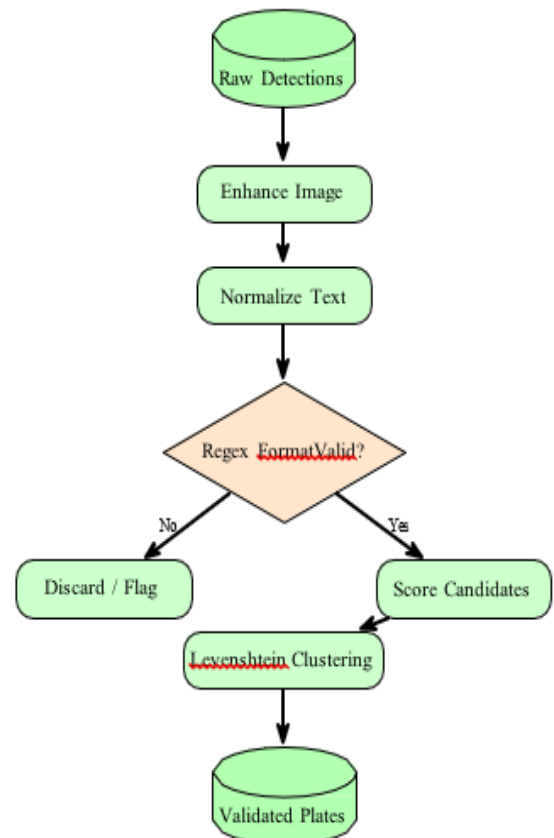 Raw Detections
Enhance Image
Normalize Text
Regex FormatValid?
No
Yes
Discard / Flag
Score Candidates
Levenshtein Clustering
Validated Plates